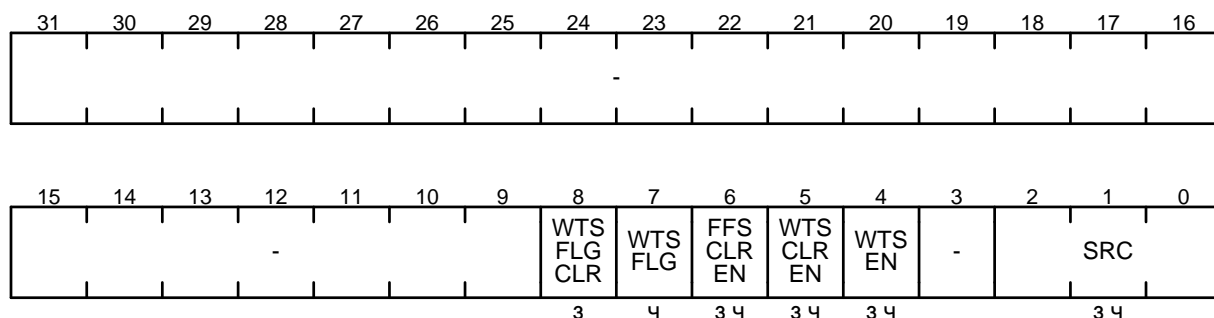 31 30 29 28 27 26 25 24 23 22 21 20 19 18 17 16
-
15 14 13 12 11 10 9 8 7 6 5 4 3 2 1 0
- WTS FLG CLR WTS FLG FFS CLR EN WTS CLR EN WTS EN - SRC
з ч з ч з ч з ч з ч